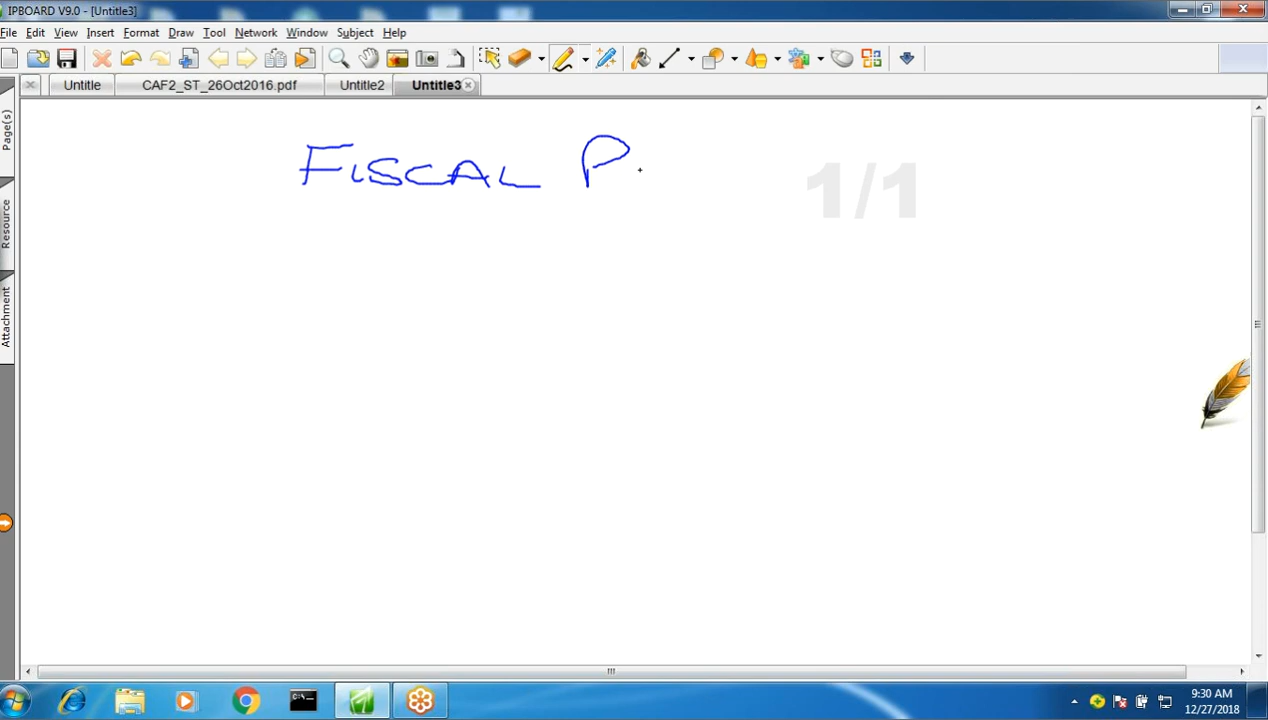 IPBOARD V9.0 - [Untitle3]
File Edit View Insert Format Draw Tool Network Window Subject Help
Untitle CAF2_ST_26Oct2016.pdf Untitle2 Untitle3
Page(s)
Resource
Attachment
FISCAL P
1/1
9:30 AM
12/27/2018